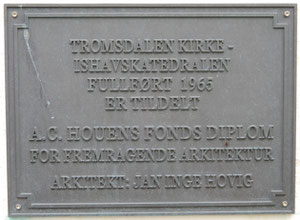 TROMSDALEN KIRKE -
ISHAVSKATEDRALEN
FULLFØRT 1965
ER TILDELT
A.C. HOUENS FONDS DIPLOM
FOR FREMRAGENDE ARKITEKTUR
ARKITEKT: JAN INGE HOVIG